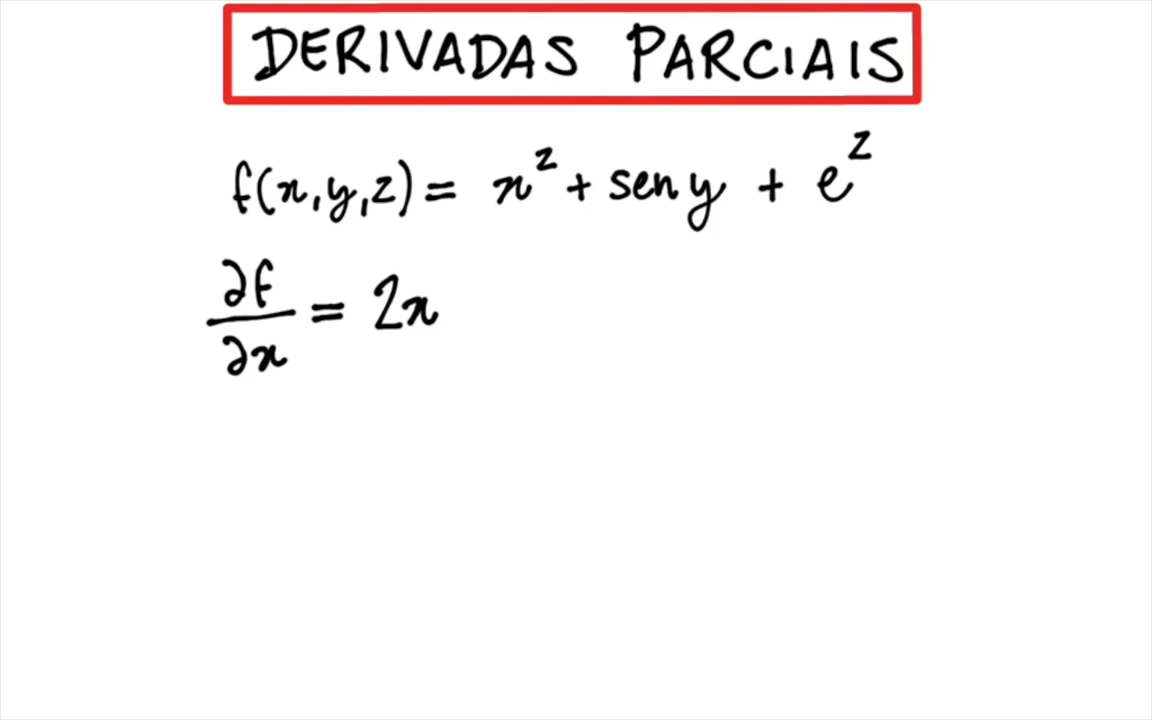 DERIVADAS PARCIAIS
f(x,y,z) = x² + sen y + e^z
∂f/∂x = 2x